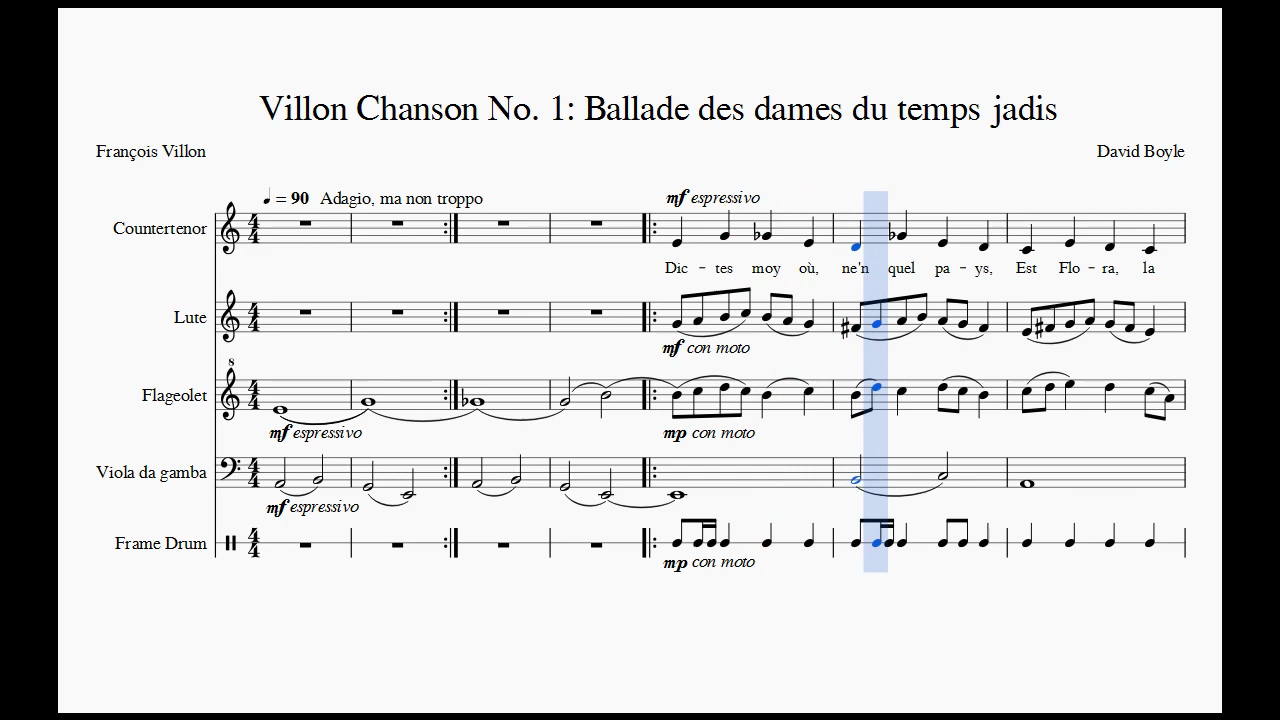 Villon Chanson No. 1: Ballade des dames du temps jadis
François Villon
David Boyle
♩ = 90 Adagio, ma non troppo
mf espressivo
Countertenor
Dic - tes moy où, ne'n quel pa - ys, Est Flo - ra, la
Lute
mf con moto
8
Flageolet
mf espressivo
mp con moto
Viola da gamba
mf espressivo
Frame Drum
mp con moto